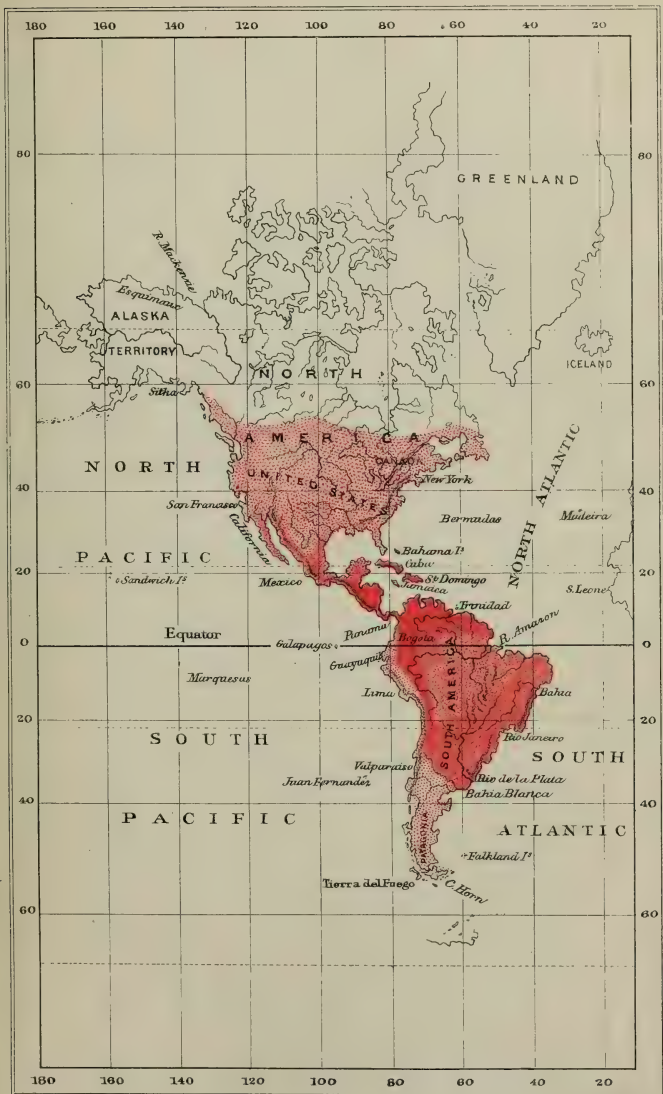 180 160 140 120 100 80 60 40 20
80 80
GREENLAND
R. Mackenzie
Esquimaux
ALASKA
TERRITORY
ICELAND
NORTH
60 60
Sitka
AMERICA
CANADA
NORTH
UNITED STATES
New York
NORTH ATLANTIC
40 40
San Francisco
Bermudas
Madeira
California
PACIFIC
Bahama Iˢ
Cuba
20 20
Sandwich Iˢ
Mexico
Sᵗ Domingo
Jamaica
S. Leone
Trinidad
Panama
Equator
Bogota
R. Amazon
0 0
Galapagos
Guayaquil
Marquesas
Lima
SOUTH AMERICA
Bahia
20 20
SOUTH
Rio Janeiro
SOUTH
Valparaiso
Juan Fernandez
Rio de la Plata
Bahia Blanca
40 40
PACIFIC
ATLANTIC
PATAGONIA
Falkland Iˢ
Tierra del Fuego
C. Horn
60 60
180 160 140 120 100 80 60 40 20